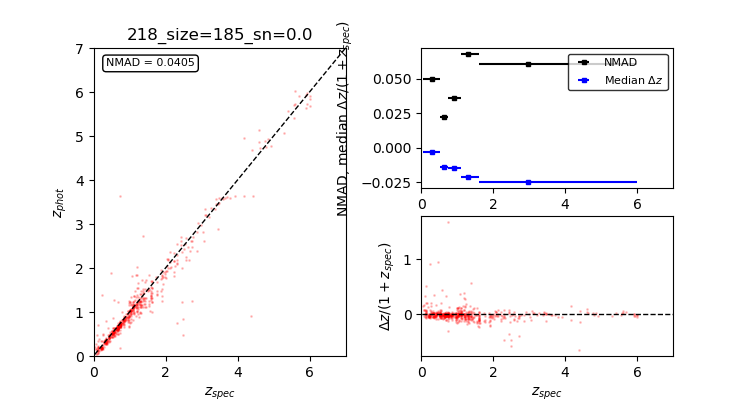 218_size=185_sn=0.0
NMAD = 0.0405
7
6
5
4
3
2
1
0
z_phot
0 2 4 6
z_spec
NMAD, median Δz/(1 + z_spec)
0.050
0.025
0.000
−0.025
NMAD
Median Δz
0 2 4 6
Δz/(1 + z_spec)
1
0
0 2 4 6
z_spec